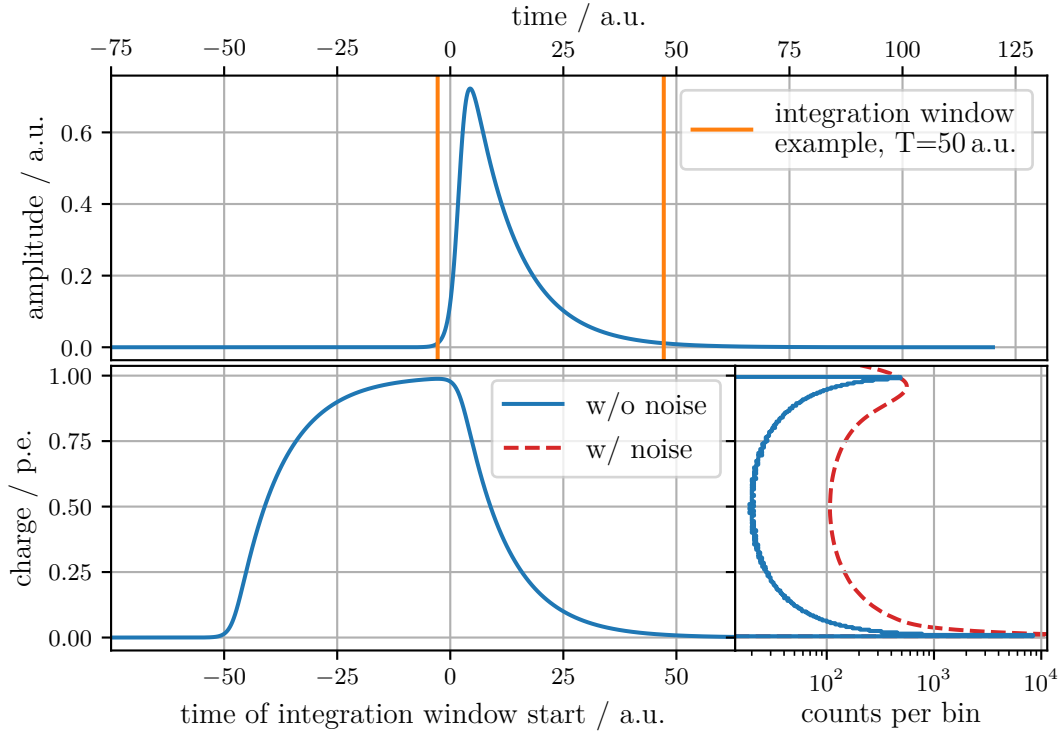 time / a.u.
−75 −50 −25 0 25 50 75 100 125
amplitude / a.u.
0.6
0.4
0.2
0.0
integration window
example, T=50 a.u.
charge / p.e.
1.00
0.75
0.50
0.25
0.00
w/o noise
w/ noise
−50 −25 0 25 50
time of integration window start / a.u.
10² 10³ 10⁴
counts per bin